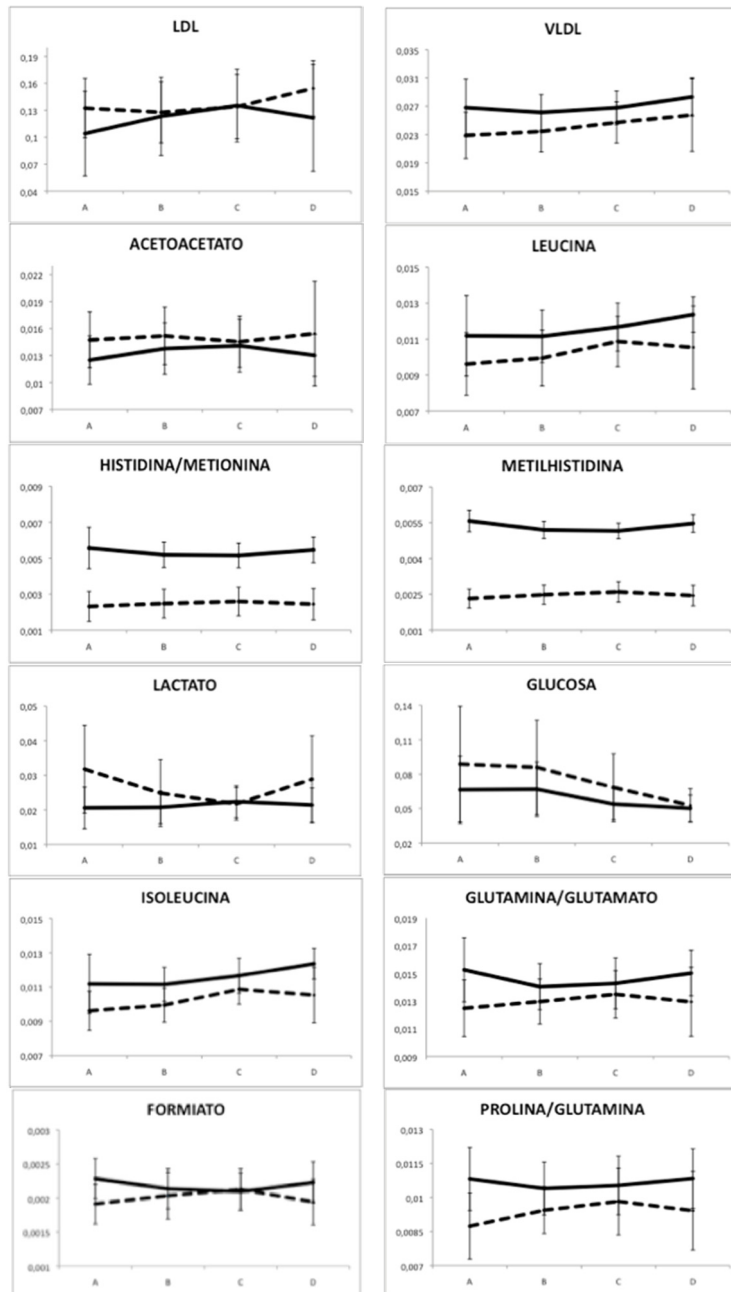 LDL
0,19
0,16
0,13
0,1
0,07
0,04
A B C D
VLDL
0,035
0,031
0,027
0,023
0,019
0,015
A B C D
ACETOACETATO
0,022
0,019
0,016
0,013
0,01
0,007
A B C D
LEUCINA
0,015
0,013
0,011
0,009
0,007
A B C D
HISTIDINA/METIONINA
0,009
0,007
0,005
0,003
0,001
A B C D
METILHISTIDINA
0,007
0,0055
0,004
0,0025
0,001
A B C D
LACTATO
0,05
0,04
0,03
0,02
0,01
A B C D
GLUCOSA
0,14
0,11
0,08
0,05
0,02
A B C D
ISOLEUCINA
0,015
0,013
0,011
0,009
0,007
A B C D
GLUTAMINA/GLUTAMATO
0,019
0,017
0,015
0,013
0,011
0,009
A B C D
FORMIATO
0,003
0,0025
0,002
0,0015
0,001
A B C D
PROLINA/GLUTAMINA
0,013
0,0115
0,01
0,0085
0,007
A B C D